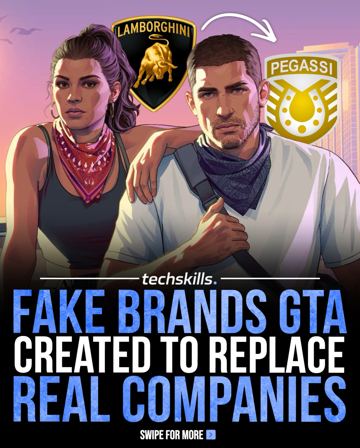 LAMBORGHINI
PEGASSI
techskills.
FAKE BRANDS GTA
CREATED TO REPLACE
REAL COMPANIES
SWIPE FOR MORE